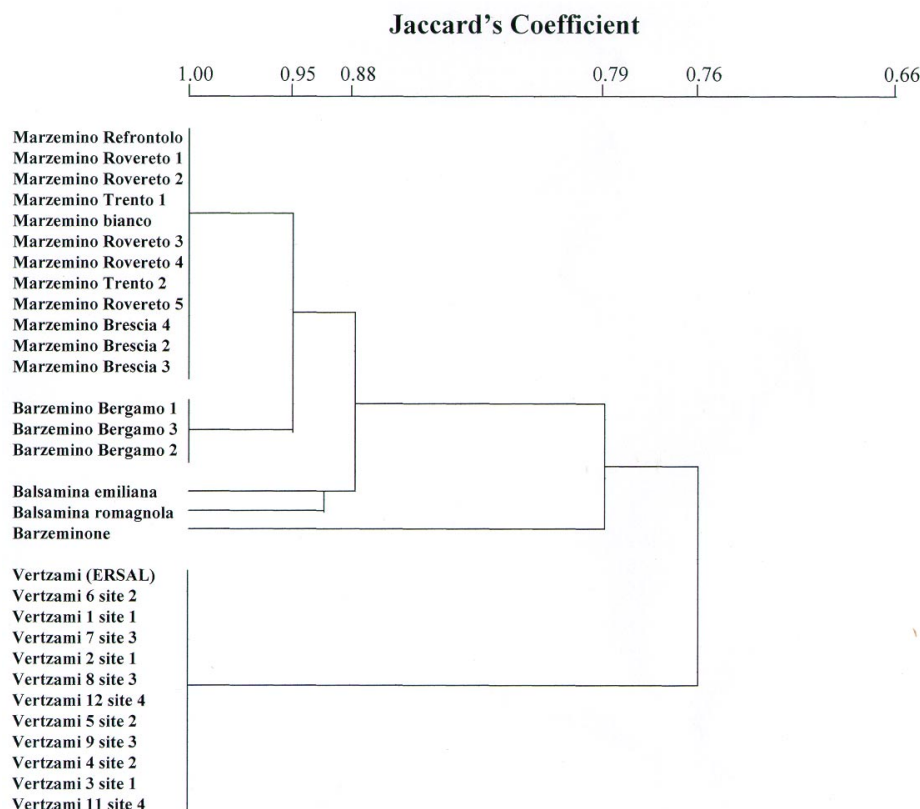 Jaccard's Coefficient
1.00 0.95 0.88 0.79 0.76 0.66
Marzemino Refrontolo
Marzemino Rovereto 1
Marzemino Rovereto 2
Marzemino Trento 1
Marzemino bianco
Marzemino Rovereto 3
Marzemino Rovereto 4
Marzemino Trento 2
Marzemino Rovereto 5
Marzemino Brescia 4
Marzemino Brescia 2
Marzemino Brescia 3
Barzemino Bergamo 1
Barzemino Bergamo 3
Barzemino Bergamo 2
Balsamina emiliana
Balsamina romagnola
Barzeminone
Vertzami (ERSAL)
Vertzami 6 site 2
Vertzami 1 site 1
Vertzami 7 site 3
Vertzami 2 site 1
Vertzami 8 site 3
Vertzami 12 site 4
Vertzami 5 site 2
Vertzami 9 site 3
Vertzami 4 site 2
Vertzami 3 site 1
Vertzami 11 site 4